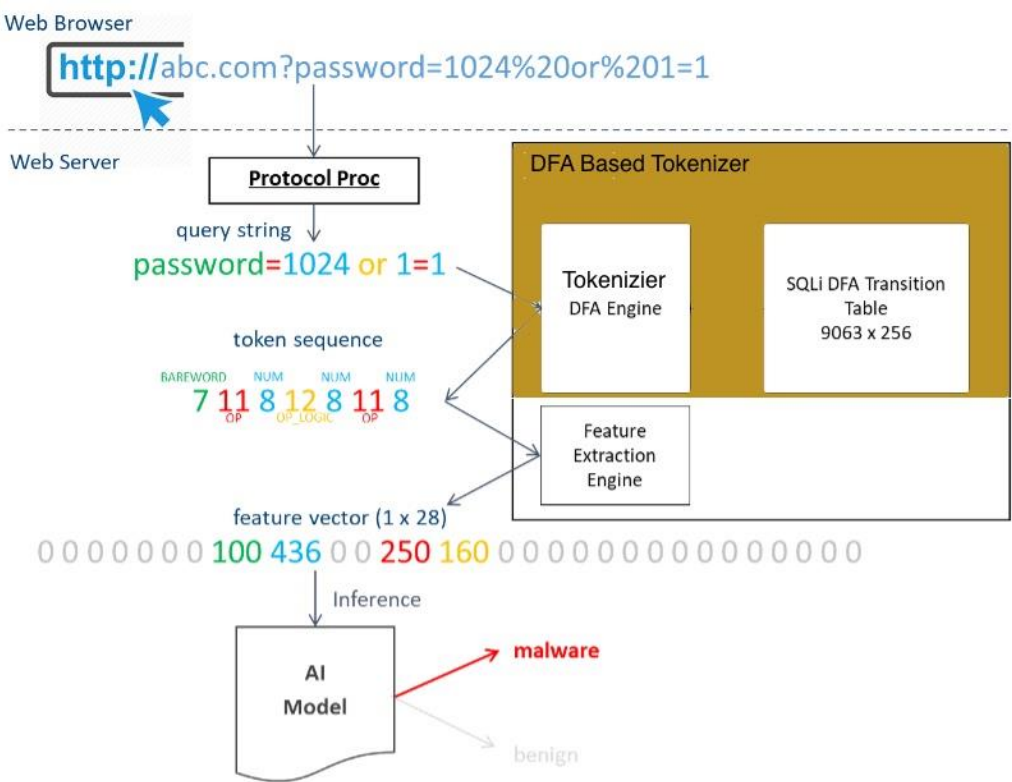 Web Browser
http://abc.com?password=1024%20or%201=1
Web Server
Protocol Proc
query string
password=1024 or 1=1
token sequence
BAREWORD NUM NUM NUM
7 11 8 12 8 11 8
OP OP_LOGIC OP
DFA Based Tokenizer
Tokenizier
DFA Engine
SQLi DFA Transition
Table
9063 x 256
Feature
Extraction
Engine
feature vector (1 x 28)
0 0 0 0 0 0 0 100 436 0 0 250 160 0 0 0 0 0 0 0 0 0 0 0 0 0 0 0
Inference
AI
Model
malware
benign